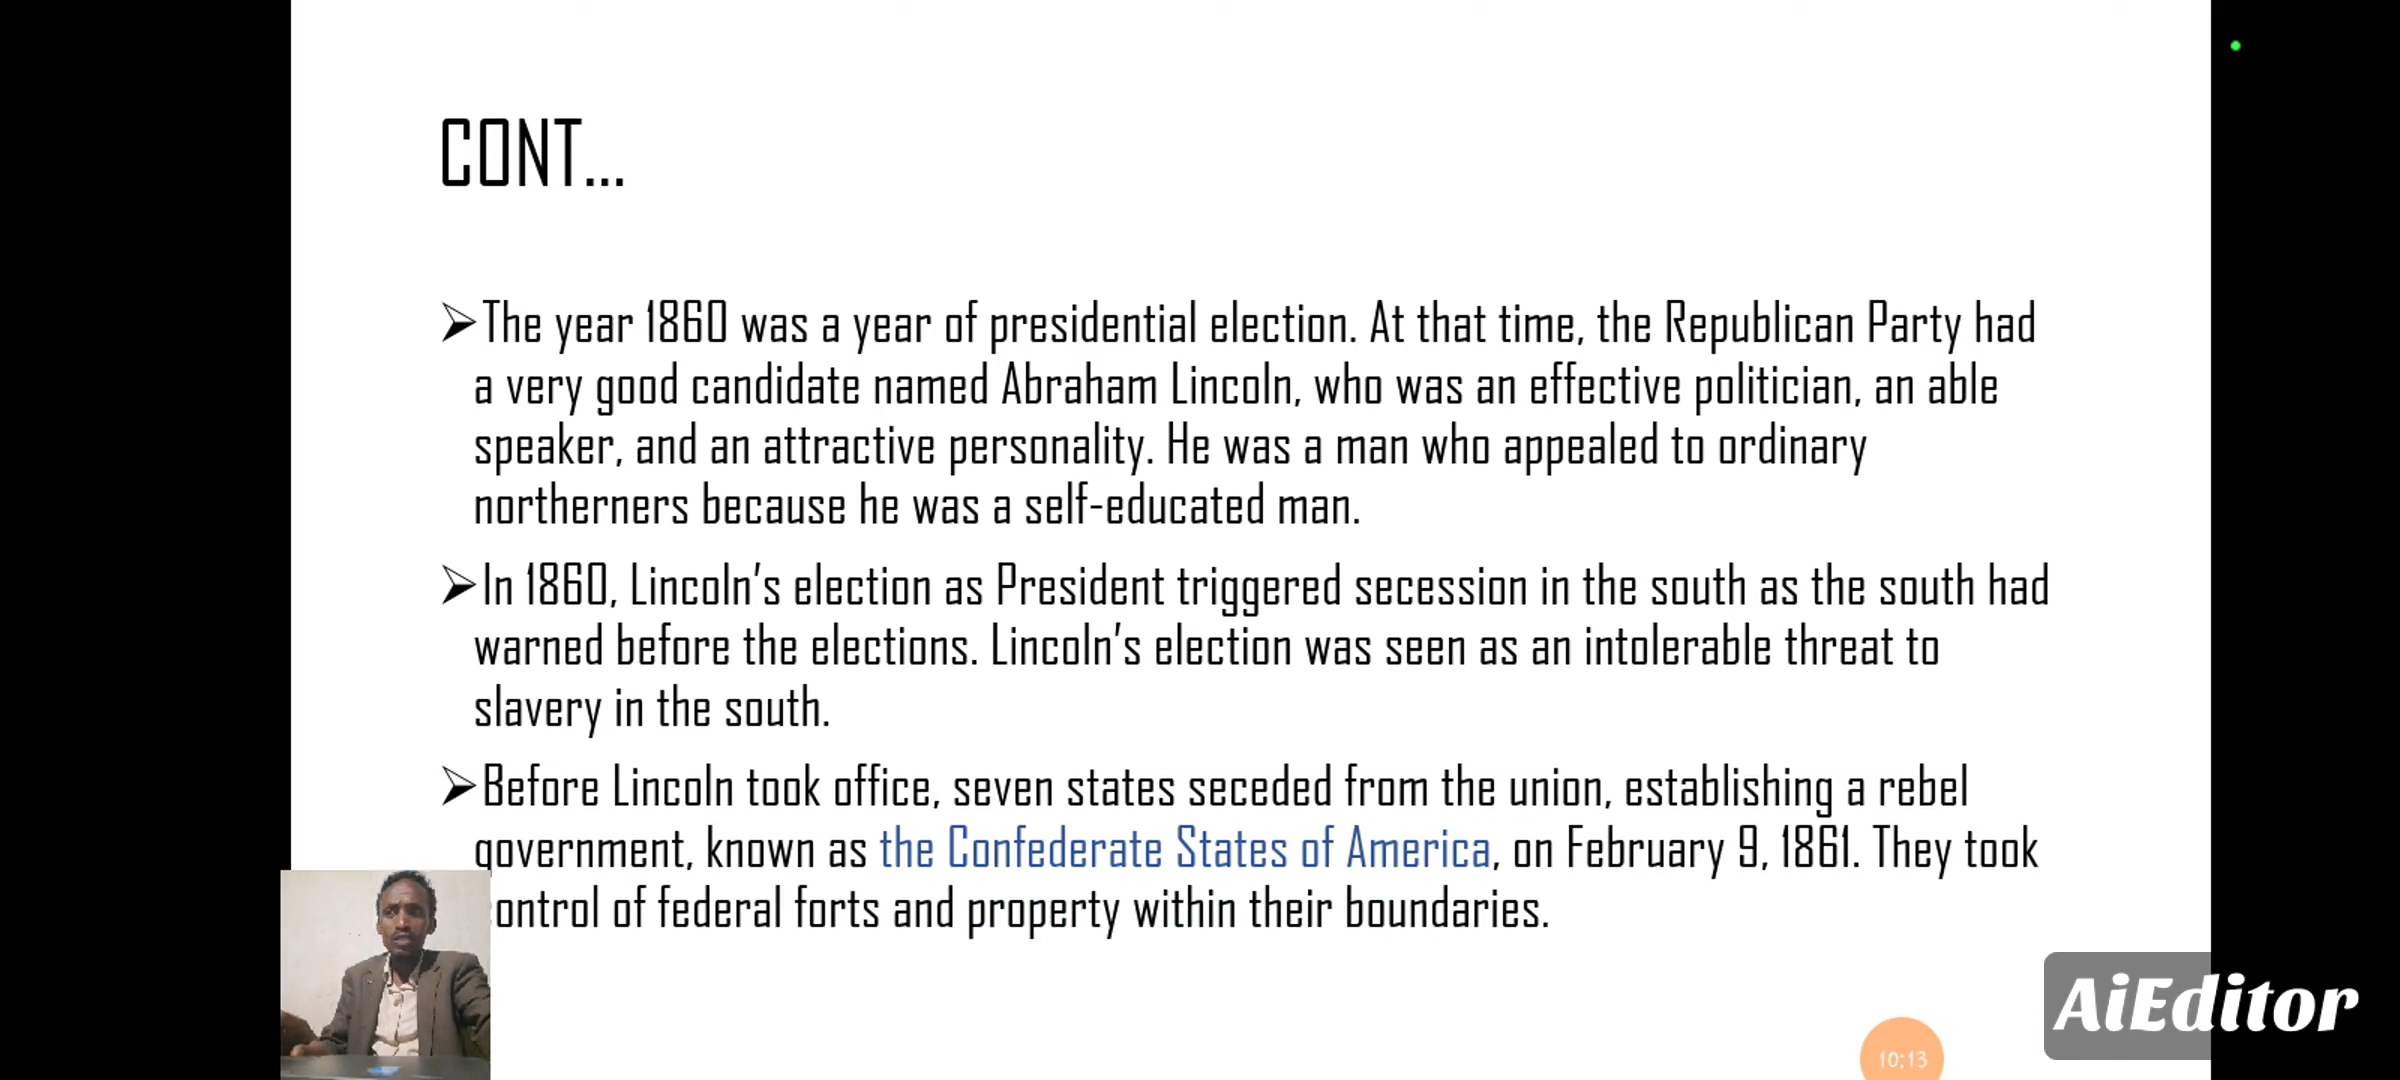 CONT...
➢The year 1860 was a year of presidential election. At that time, the Republican Party had
a very good candidate named Abraham Lincoln, who was an effective politician, an able
speaker, and an attractive personality. He was a man who appealed to ordinary
northerners because he was a self-educated man.
➢In 1860, Lincoln's election as President triggered secession in the south as the south had
warned before the elections. Lincoln's election was seen as an intolerable threat to
slavery in the south.
➢Before Lincoln took office, seven states seceded from the union, establishing a rebel
government, known as the Confederate States of America, on February 9, 1861. They took
ontrol of federal forts and property within their boundaries.
AiEditor
10:13